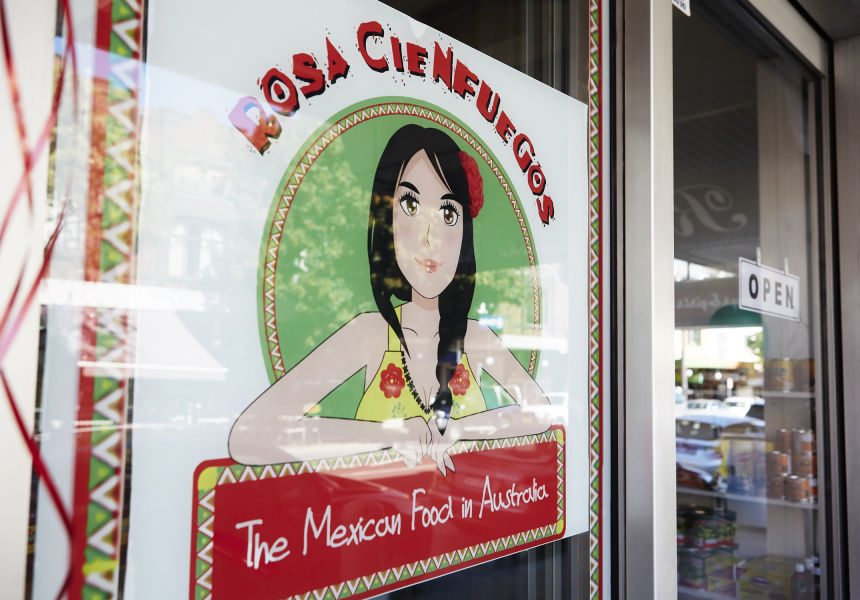 ROSA CIENFUEGOS
The Mexican Food in Australia
OPEN